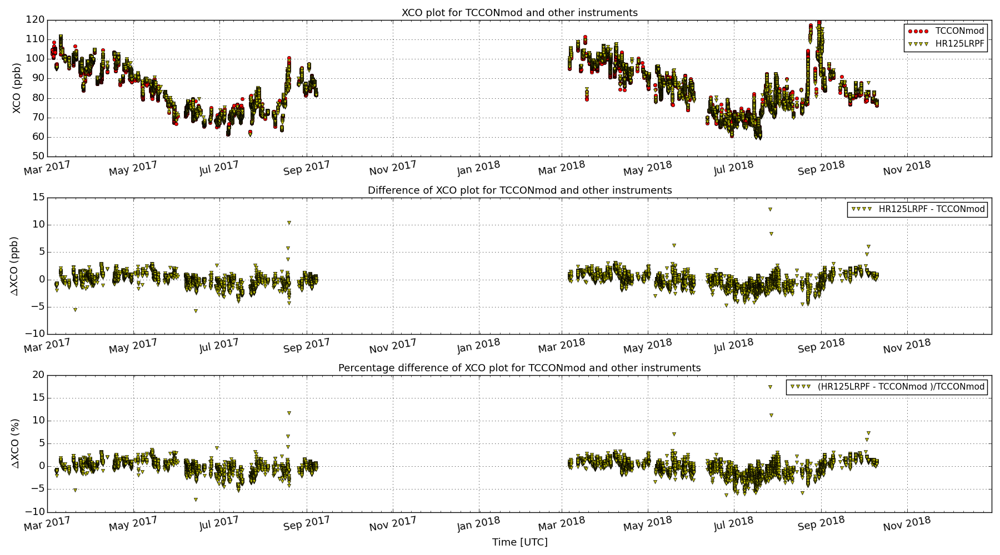 XCO plot for TCCONmod and other instruments
120
110
100
90
80
70
60
50
XCO (ppb)
TCCONmod
HR125LRPF
Mar 2017 May 2017 Jul 2017 Sep 2017 Nov 2017 Jan 2018 Mar 2018 May 2018 Jul 2018 Sep 2018 Nov 2018
Difference of XCO plot for TCCONmod and other instruments
15
10
5
0
−5
−10
ΔXCO (ppb)
HR125LRPF - TCCONmod
Mar 2017 May 2017 Jul 2017 Sep 2017 Nov 2017 Jan 2018 Mar 2018 May 2018 Jul 2018 Sep 2018 Nov 2018
Percentage difference of XCO plot for TCCONmod and other instruments
20
15
10
5
0
−5
−10
ΔXCO (%)
(HR125LRPF - TCCONmod )/TCCONmod
Mar 2017 May 2017 Jul 2017 Sep 2017 Nov 2017 Jan 2018 Mar 2018 May 2018 Jul 2018 Sep 2018 Nov 2018
Time [UTC]